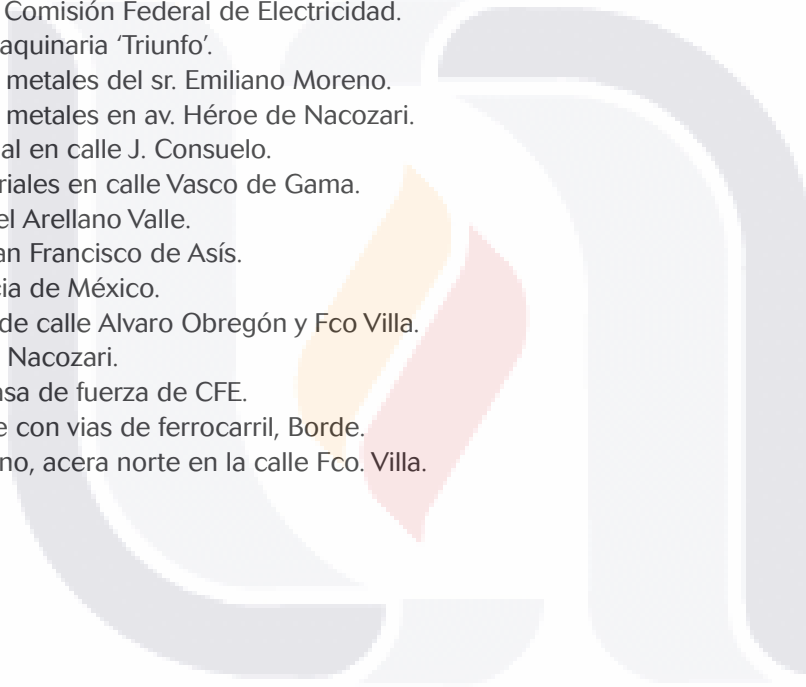 Comisión Federal de Electricidad.
aquinaria ‘Triunfo’.
metales del sr. Emiliano Moreno.
metales en av. Héroe de Nacozari.
al en calle J. Consuelo.
riales en calle Vasco de Gama.
el Arellano Valle.
an Francisco de Asís.
cia de México.
de calle Alvaro Obregón y Fco Villa.
Nacozari.
asa de fuerza de CFE.
e con vias de ferrocarril, Borde.
no, acera norte en la calle Fco. Villa.